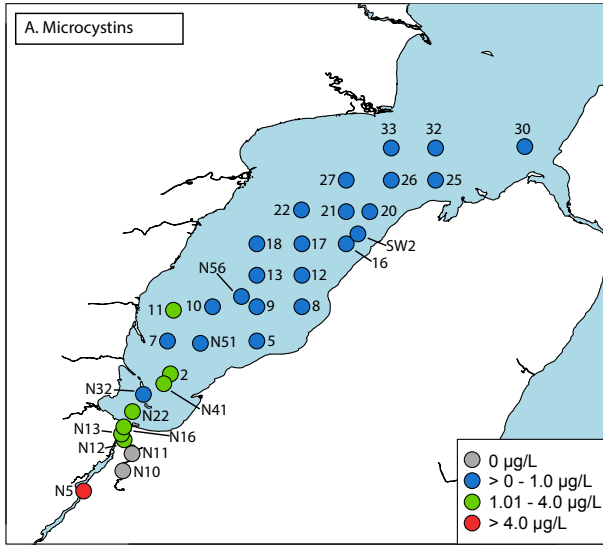 A. Microcystins
33 32 30
27 26 25
22 21 20
SW2
18 17 16
N56 13 12
11 10 9 8
7 N51 5
2
N32 N41
N22
N13 N16
N12 N11
N10
N5
0 µg/L
> 0 - 1.0 µg/L
1.01 - 4.0 µg/L
> 4.0 µg/L